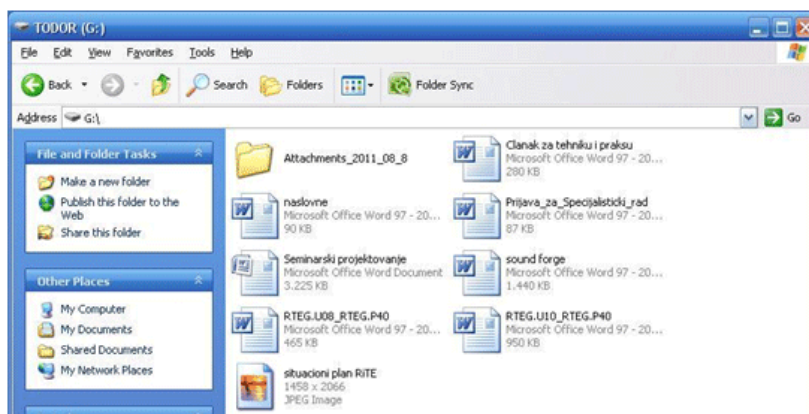 TODOR (G:)
File Edit View Favorites Tools Help
Back Search Folders Folder Sync
Address G:\ Go
File and Folder Tasks
Make a new folder
Publish this folder to the
Web
Share this folder
Other Places
My Computer
My Documents
Shared Documents
My Network Places
Attachments_2011_08_8
Clanak za tehniku i praksu
Microsoft Office Word 97 - 20...
280 KB
naslovne
Microsoft Office Word 97 - 20...
90 KB
Prijava_za_Specijalisticki_rad
Microsoft Office Word 97 - 20...
87 KB
Seminarski projektovanje
Microsoft Office Word Document
3.225 KB
sound forge
Microsoft Office Word 97 - 20...
1.440 KB
RTEG.U08_RTEG.P40
Microsoft Office Word 97 - 20...
465 KB
RTEG.U10_RTEG.P40
Microsoft Office Word 97 - 20...
950 KB
situacioni plan RiTE
1458 x 2066
JPEG Image